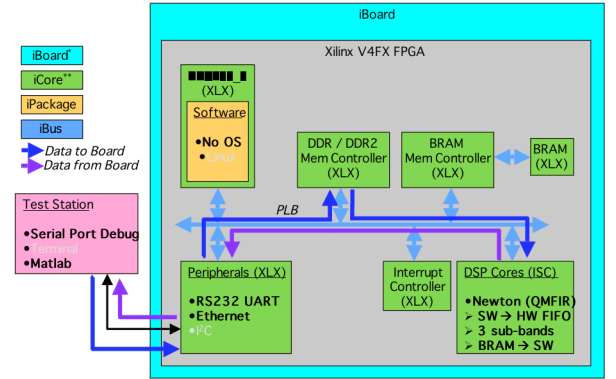 iBoard
Xilinx V4FX FPGA
iBoard*
iCore**
iPackage
iBus
Data to Board
Data from Board
(XLX)
Software
•No OS
•Linux
DDR / DDR2
Mem Controller
(XLX)
BRAM
Mem Controller
(XLX)
BRAM
(XLX)
PLB
Test Station
•Serial Port Debug
•Terminal
•Matlab
Peripherals (XLX)
•RS232 UART
•Ethernet
•I²C
Interrupt
Controller
(XLX)
DSP Cores (ISC)
•Newton (QMFIR)
➢ SW → HW FIFO
➢ 3 sub-bands
➢ BRAM → SW